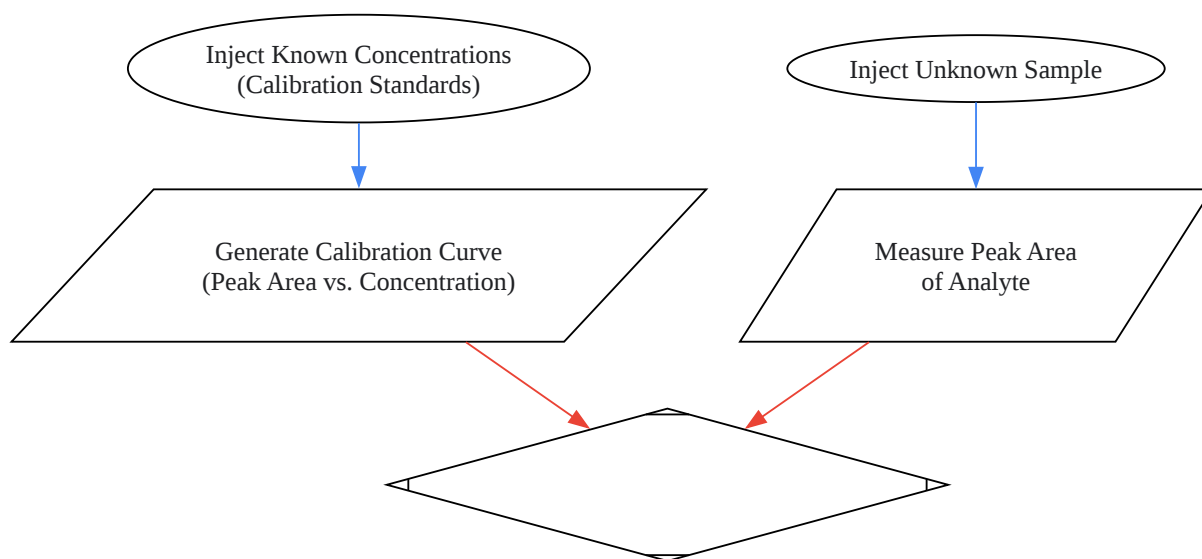 Inject Known Concentrations
(Calibration Standards)
Inject Unknown Sample
Generate Calibration Curve
(Peak Area vs. Concentration)
Measure Peak Area
of Analyte